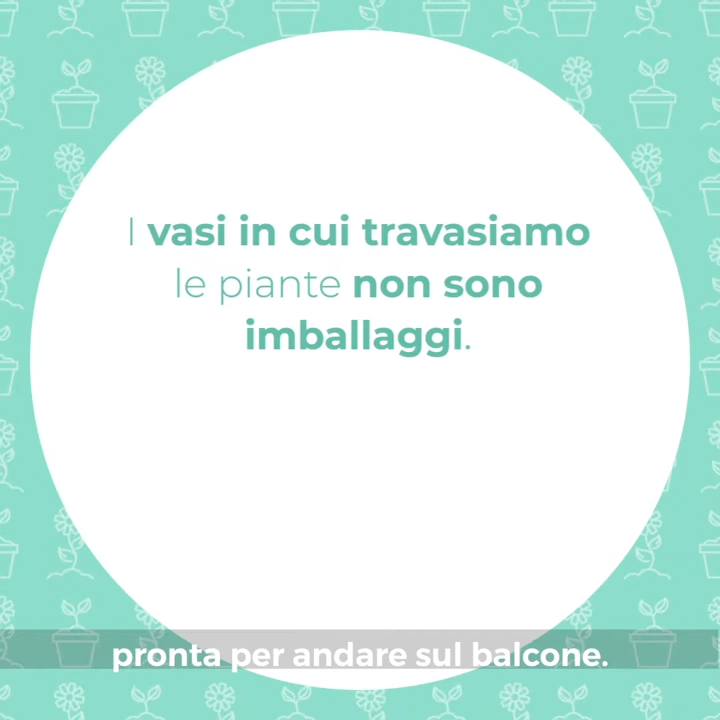 I vasi in cui travasiamo
le piante non sono
imballaggi.
pronta per andare sul balcone.